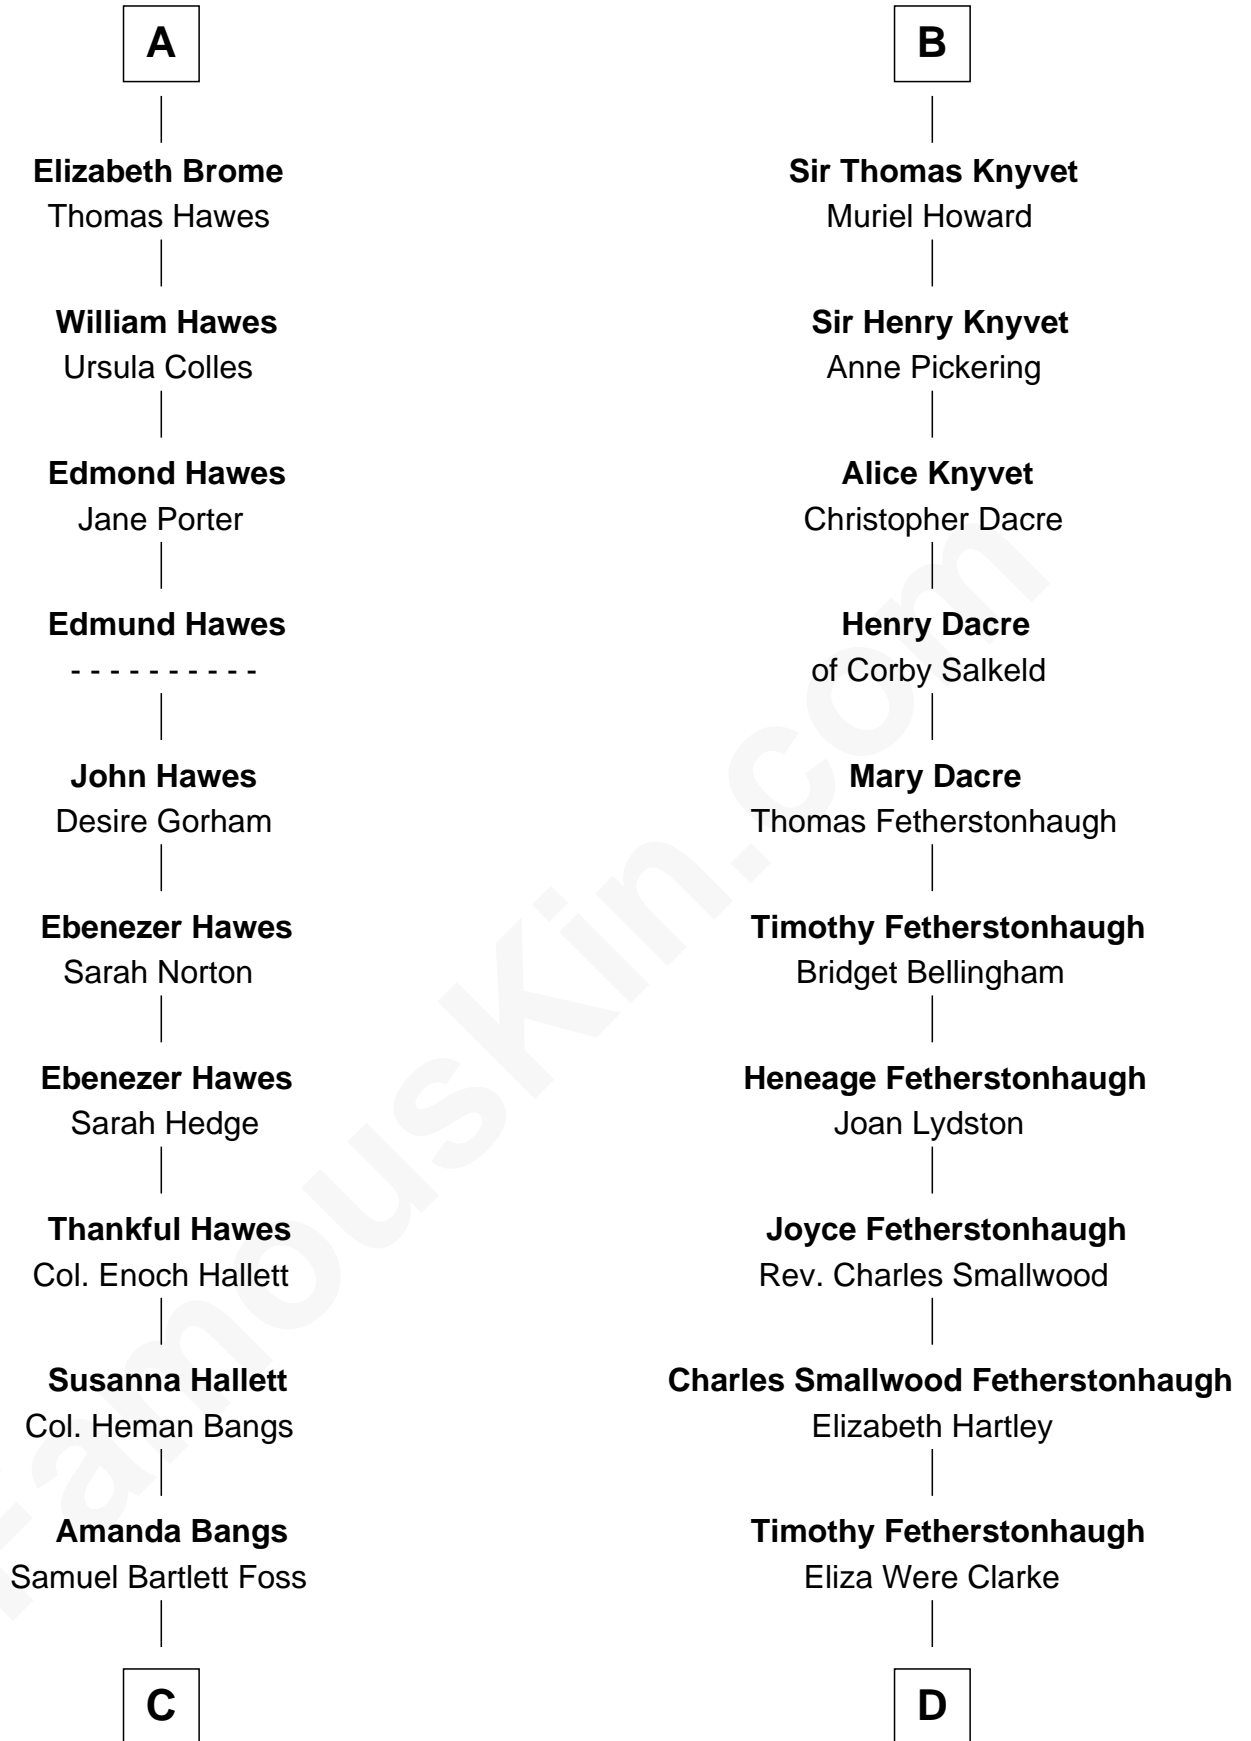 A
Elizabeth Brome
Thomas Hawes
William Hawes
Ursula Colles
Edmond Hawes
Jane Porter
Edmund Hawes
- - - - - - - - - -
John Hawes
Desire Gorham
Ebenezer Hawes
Sarah Norton
Ebenezer Hawes
Sarah Hedge
Thankful Hawes
Col. Enoch Hallett
Susanna Hallett
Col. Heman Bangs
Amanda Bangs
Samuel Bartlett Foss
C
B
Sir Thomas Knyvet
Muriel Howard
Sir Henry Knyvet
Anne Pickering
Alice Knyvet
Christopher Dacre
Henry Dacre
of Corby Salkeld
Mary Dacre
Thomas Fetherstonhaugh
Timothy Fetherstonhaugh
Bridget Bellingham
Heneage Fetherstonhaugh
Joan Lydston
Joyce Fetherstonhaugh
Rev. Charles Smallwood
Charles Smallwood Fetherstonhaugh
Elizabeth Hartley
Timothy Fetherstonhaugh
Eliza Were Clarke
D
FamousKin.com